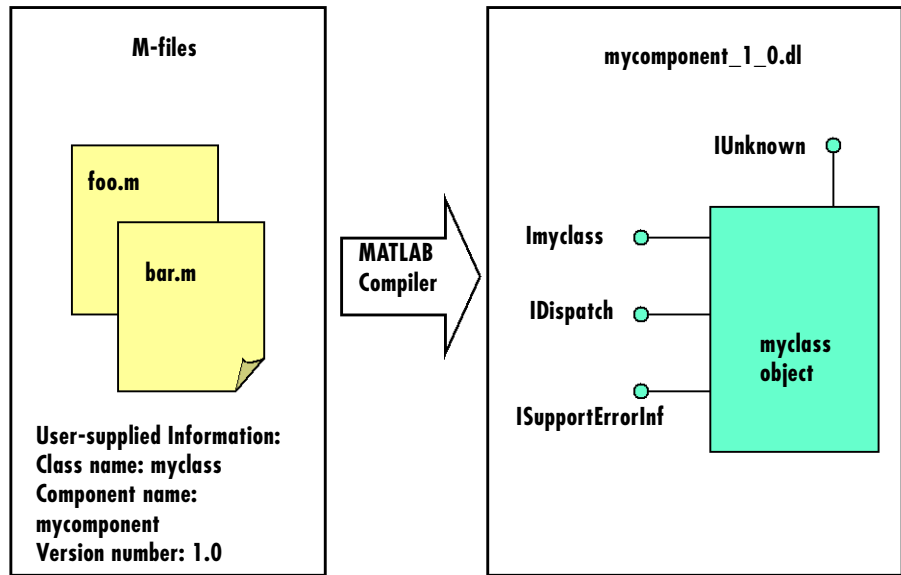 M-files
foo.m
bar.m
User-supplied Information:
Class name: myclass
Component name:
mycomponent
Version number: 1.0
MATLAB
Compiler
mycomponent_1_0.dl
IUnknown
Imyclass
IDispatch
ISupportErrorInf
myclass
object